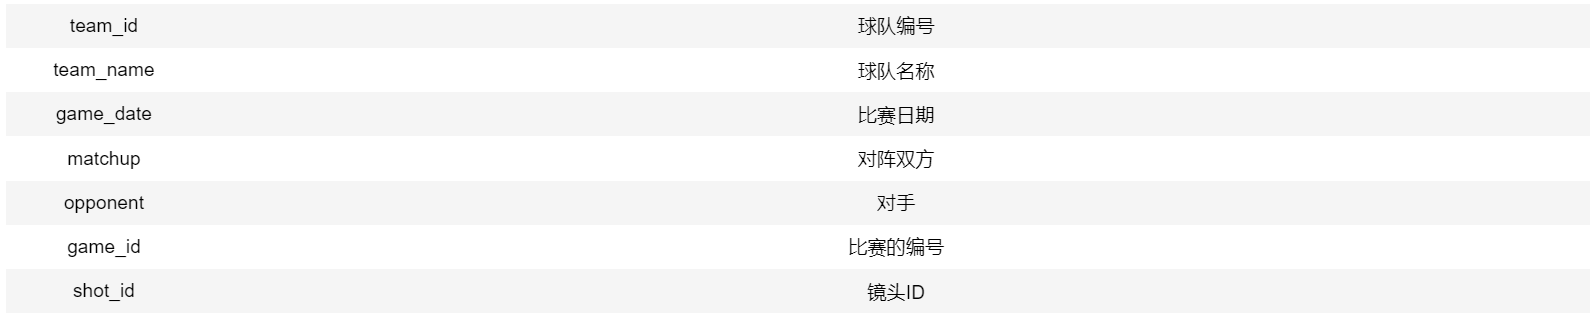 team_id 球队编号
team_name 球队名称
game_date 比赛日期
matchup 对阵双方
opponent 对手
game_id 比赛的编号
shot_id 镜头ID